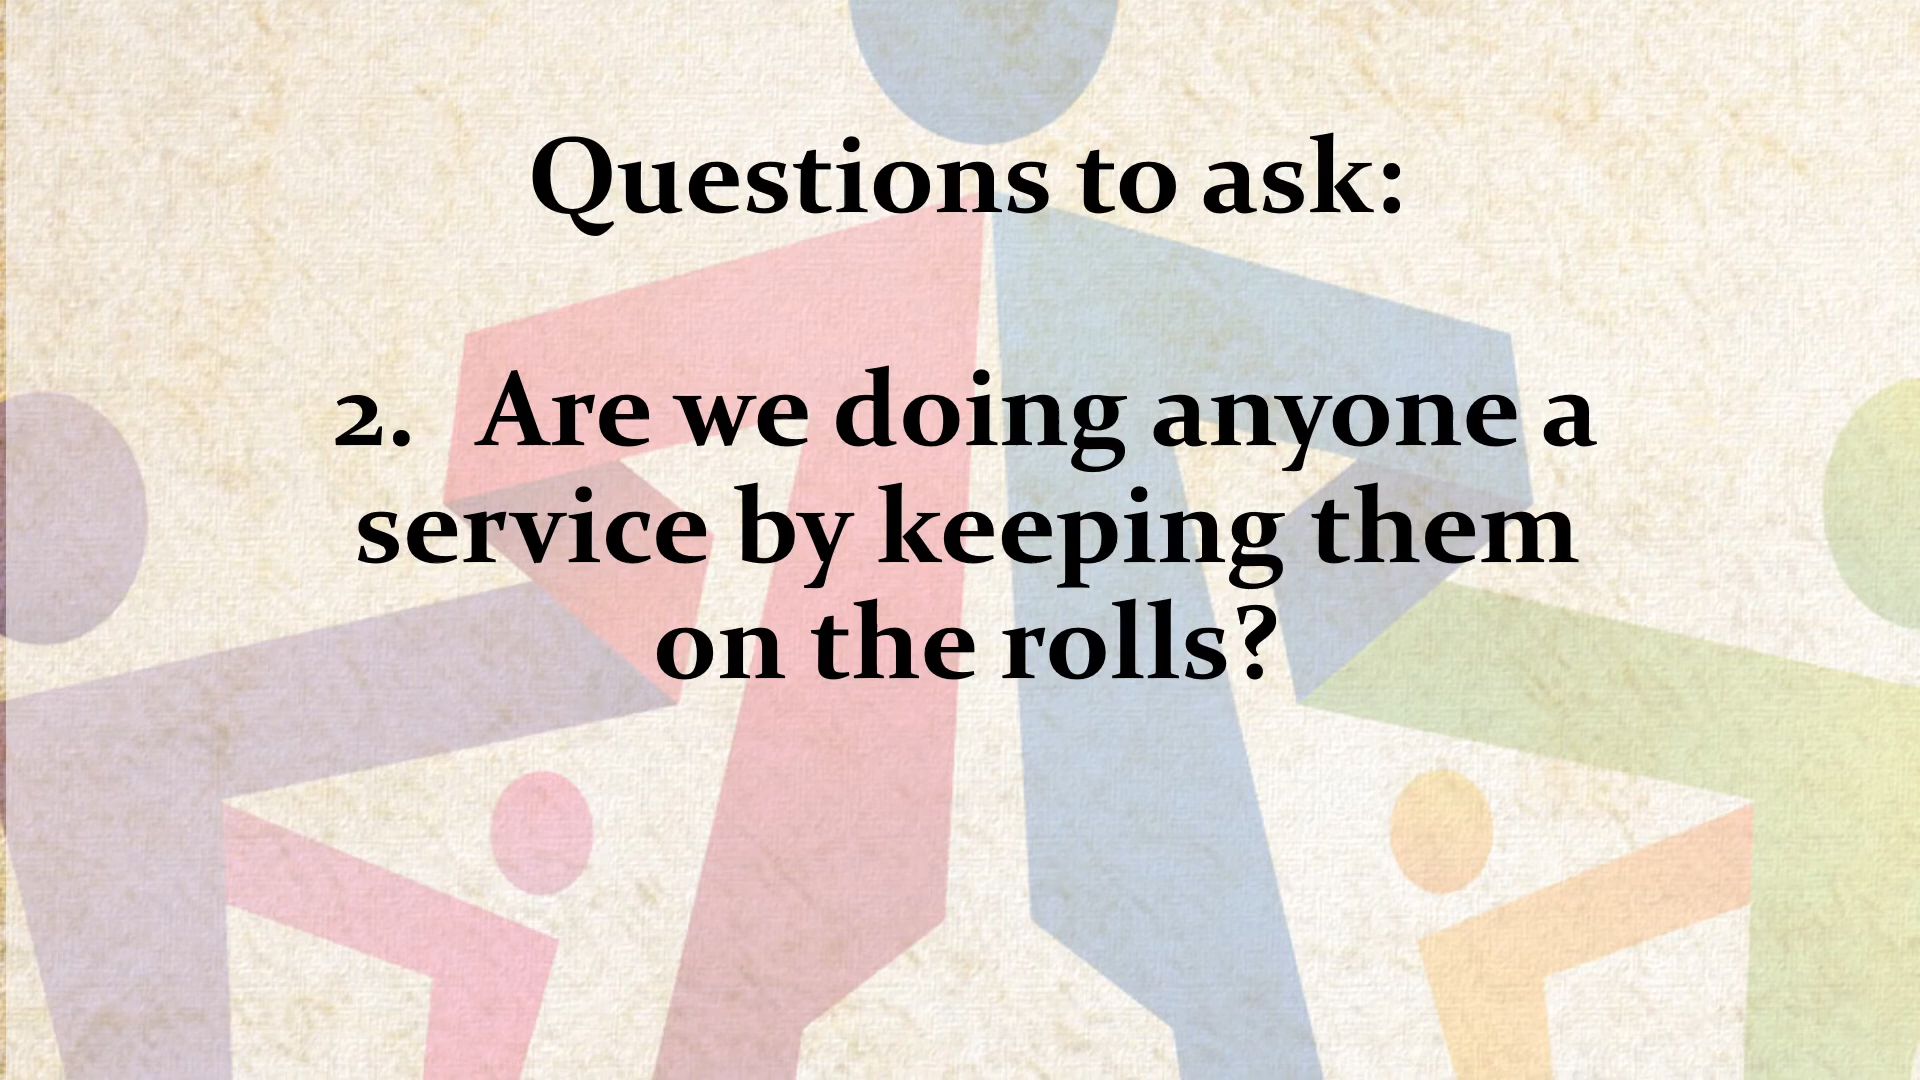 Questions to ask:
2. Are we doing anyone a
service by keeping them
on the rolls?